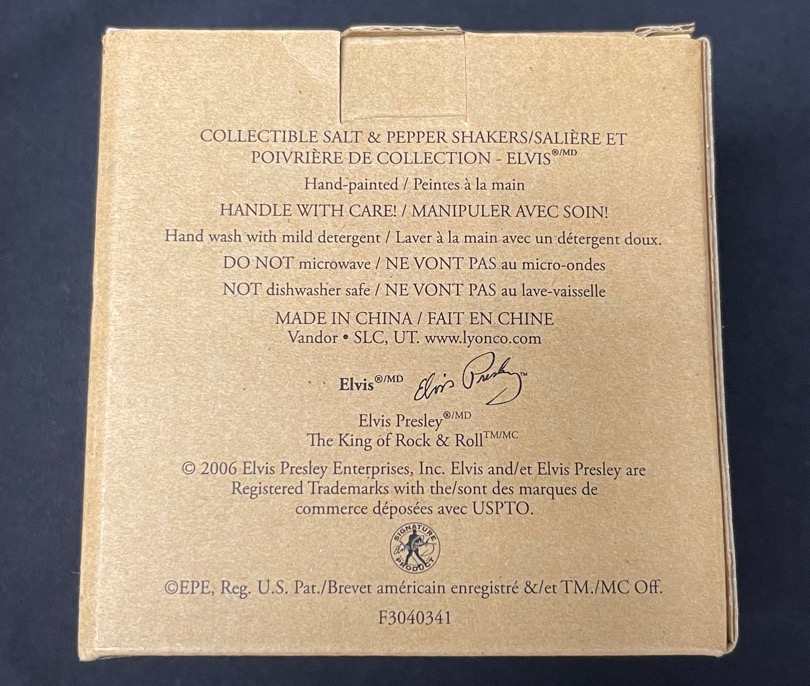 COLLECTIBLE SALT & PEPPER SHAKERS/SALIÈRE ET
POIVRIÈRE DE COLLECTION - ELVIS®/MD
Hand-painted / Peintes à la main
HANDLE WITH CARE! / MANIPULER AVEC SOIN!
Hand wash with mild detergent / Laver à la main avec un détergent doux.
DO NOT microwave / NE VONT PAS au micro-ondes
NOT dishwasher safe / NE VONT PAS au lave-vaisselle
MADE IN CHINA / FAIT EN CHINE
Vandor • SLC, UT. www.lyonco.com
Elvis®/MD Elvis Presley™
Elvis Presley®/MD
The King of Rock & Roll™/MC
© 2006 Elvis Presley Enterprises, Inc. Elvis and/et Elvis Presley are
Registered Trademarks with the/sont des marques de
commerce déposées avec USPTO.
SIGNATURE
PRODUCT
©EPE, Reg. U.S. Pat./Brevet américain enregistré &/et TM./MC Off.
F3040341